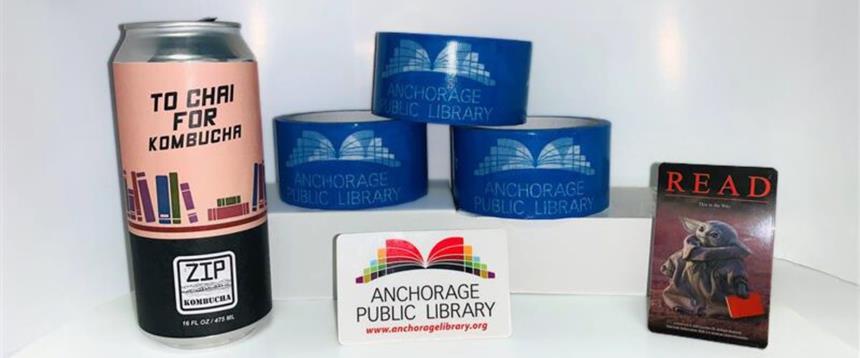 TO CHAI
FOR
KOMBUCHA
ZIP
KOMBUCHA
16 FL OZ / 475 ML
ANCHORAGE
PUBLIC LIBRARY
ANCHORAGE
PUBLIC LIBRARY
ANCHORAGE
PUBLIC LIBRARY
ANCHORAGE
PUBLIC LIBRARY
www.anchoragelibrary.org
READ
This is the Way.